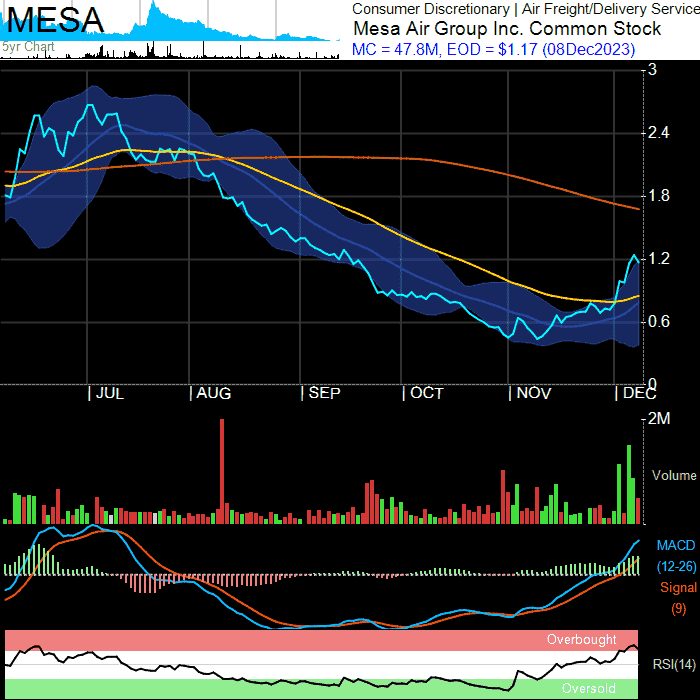 MESA
5yr Chart
Consumer Discretionary | Air Freight/Delivery Service
Mesa Air Group Inc. Common Stock
MC = 47.8M, EOD = $1.17 (08Dec2023)
3
2.4
1.8
1.2
0.6
0
| JUL | AUG | SEP | OCT | NOV | DEC
2M
Volume
MACD
(12-26)
Signal
(9)
Overbought
RSI(14)
Oversold